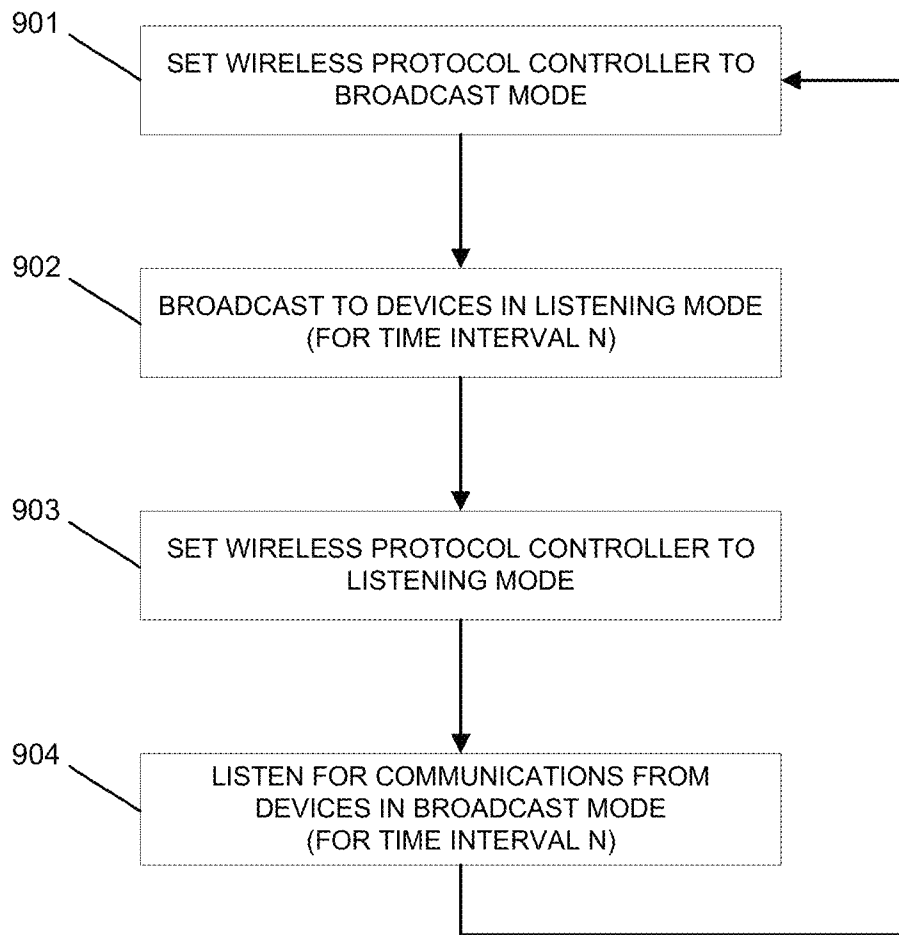 901
SET WIRELESS PROTOCOL CONTROLLER TO
BROADCAST MODE
902
BROADCAST TO DEVICES IN LISTENING MODE
(FOR TIME INTERVAL N)
903
SET WIRELESS PROTOCOL CONTROLLER TO
LISTENING MODE
904
LISTEN FOR COMMUNICATIONS FROM
DEVICES IN BROADCAST MODE
(FOR TIME INTERVAL N)